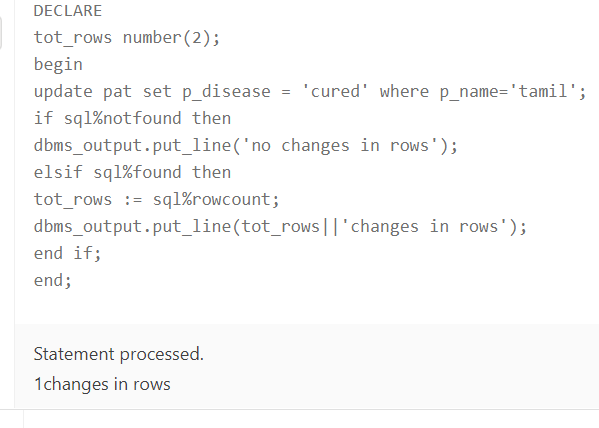 DECLARE
tot_rows number(2);
begin
update pat set p_disease = 'cured' where p_name='tamil';
if sql%notfound then
dbms_output.put_line('no changes in rows');
elsif sql%found then
tot_rows := sql%rowcount;
dbms_output.put_line(tot_rows||'changes in rows');
end if;
end;
Statement processed.
1changes in rows